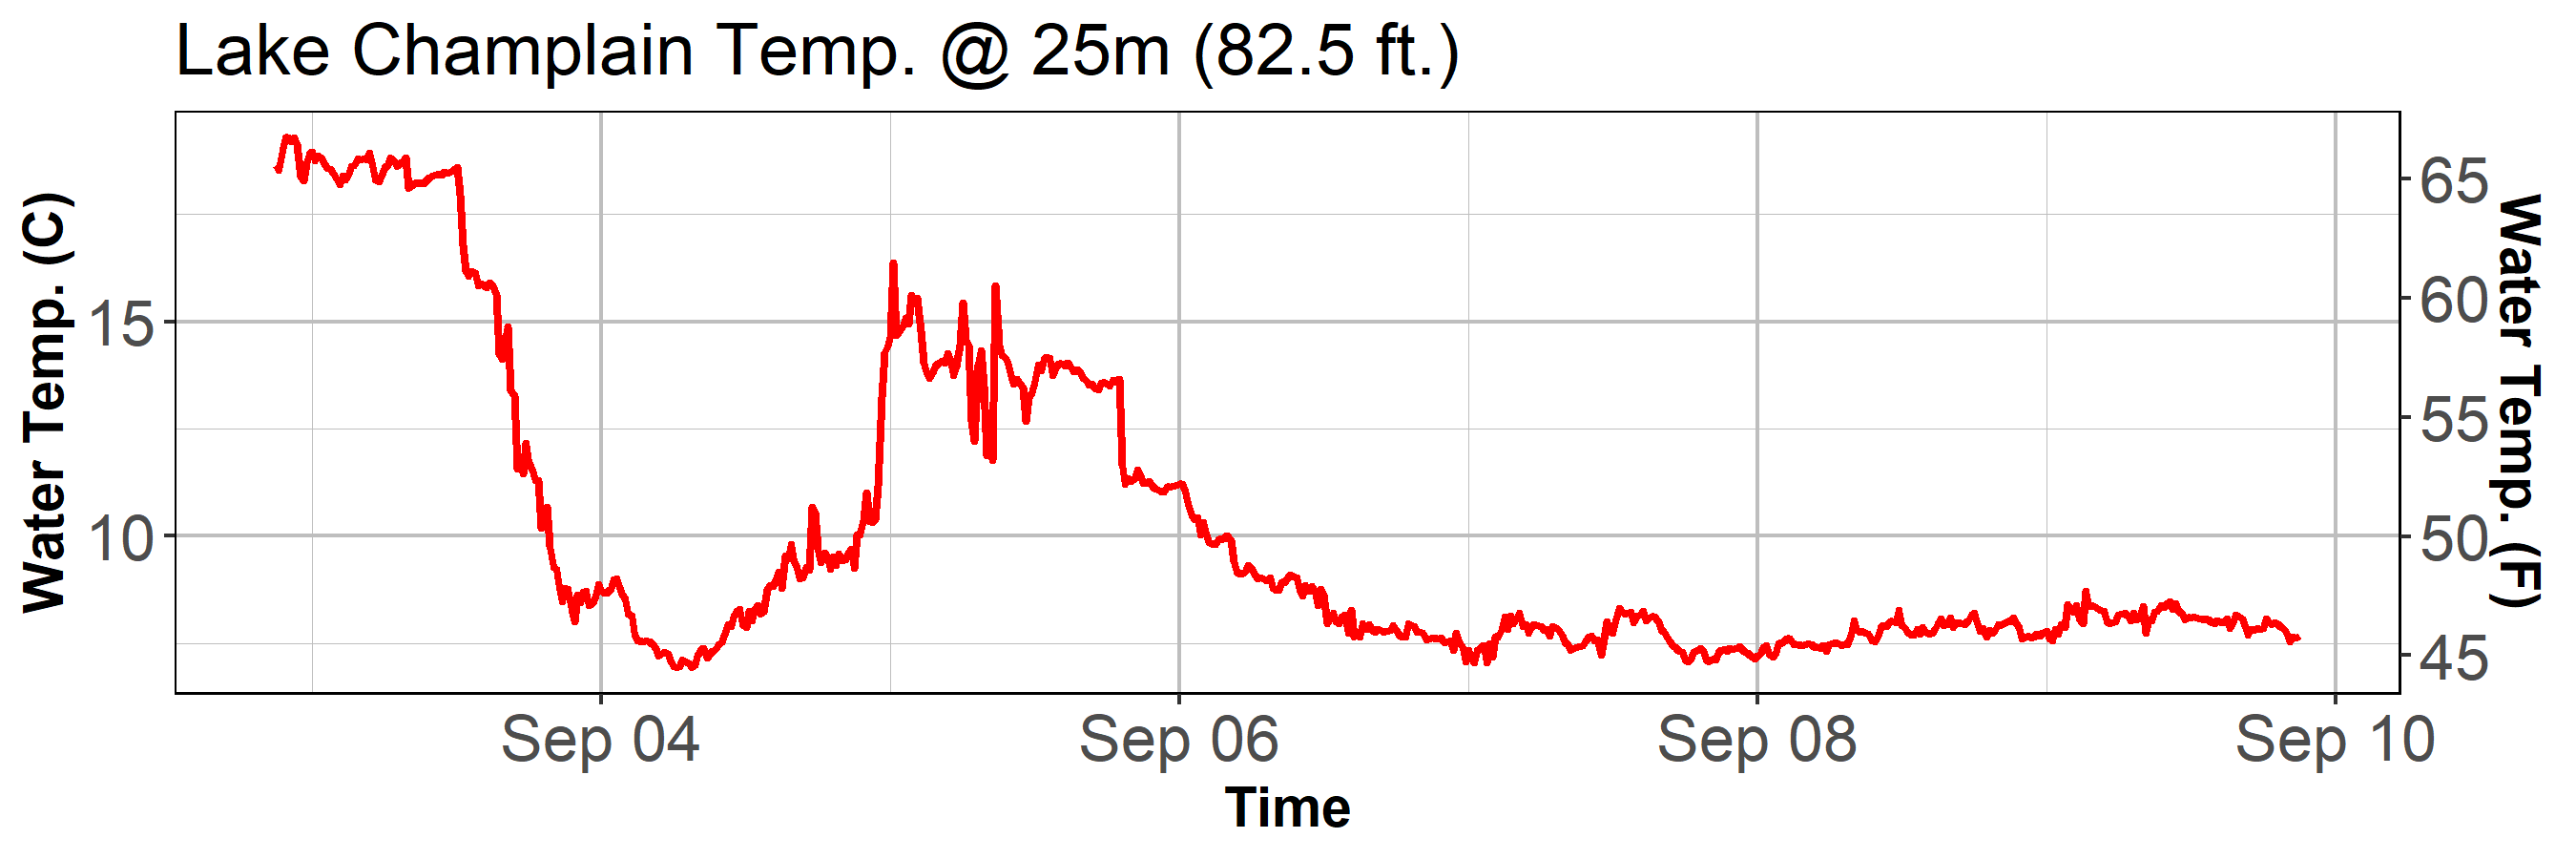 Lake Champlain Temp. @ 25m (82.5 ft.)
Water Temp. (C)
15
10
65
60
55
50
45
Water Temp. (F)
Sep 04 Sep 06 Sep 08 Sep 10
Time